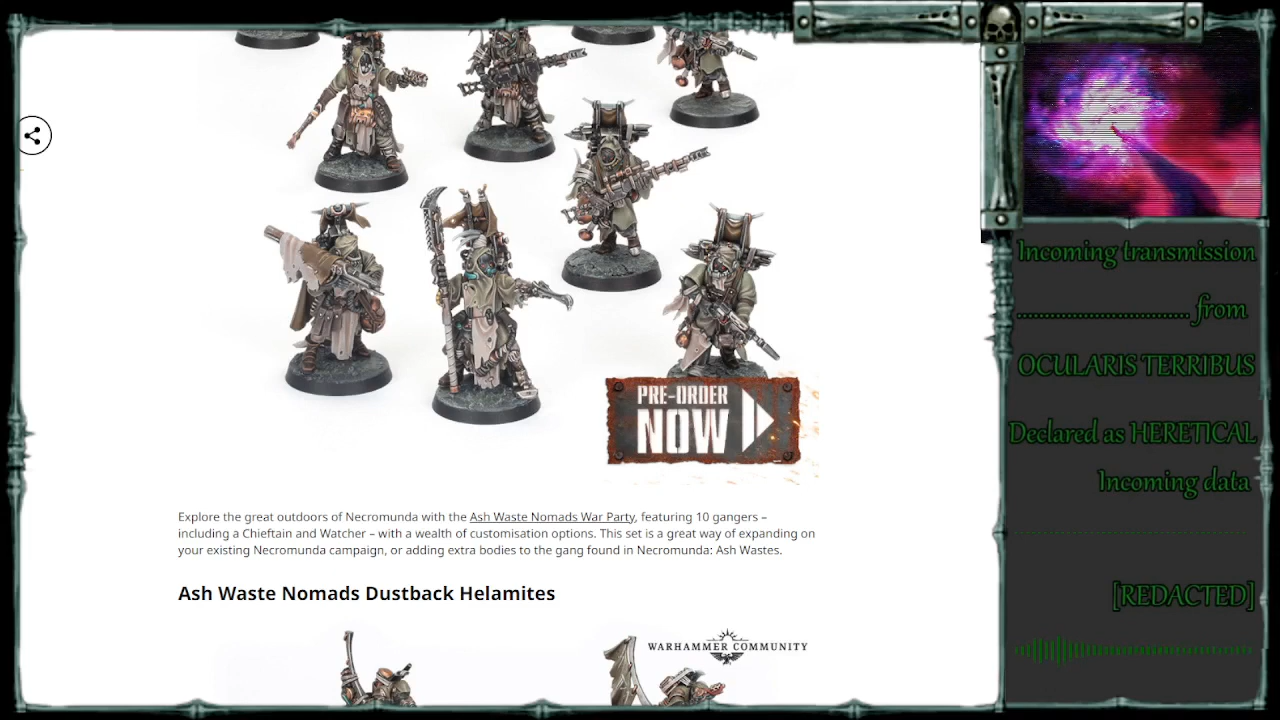 PRE-ORDER
NOW
Explore the great outdoors of Necromunda with the Ash Waste Nomads War Party, featuring 10 gangers –
including a Chieftain and Watcher – with a wealth of customisation options. This set is a great way of expanding on
your existing Necromunda campaign, or adding extra bodies to the gang found in Necromunda: Ash Wastes.
Ash Waste Nomads Dustback Helamites
WARHAMMER COMMUNITY
Incoming transmission
.............................. from
OCULARIS TERRIBUS
Declared as HERETICAL
Incoming data
[REDACTED]